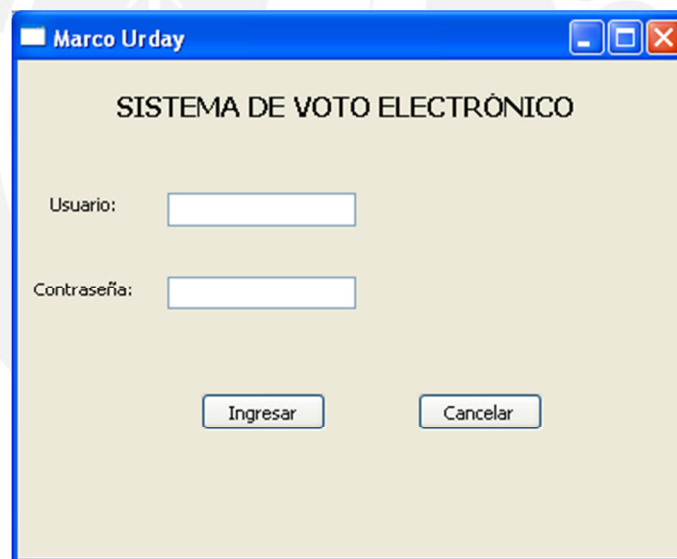 Marco Urday
SISTEMA DE VOTO ELECTRÓNICO
Usuario:
Contraseña:
Ingresar Cancelar